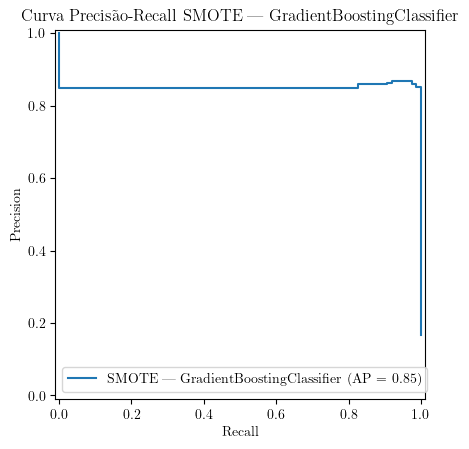 Curva Precisão-Recall SMOTE — GradientBoostingClassifier
1.0
0.8
0.6
0.4
0.2
0.0
Precision
SMOTE — GradientBoostingClassifier (AP = 0.85)
0.0 0.2 0.4 0.6 0.8 1.0
Recall